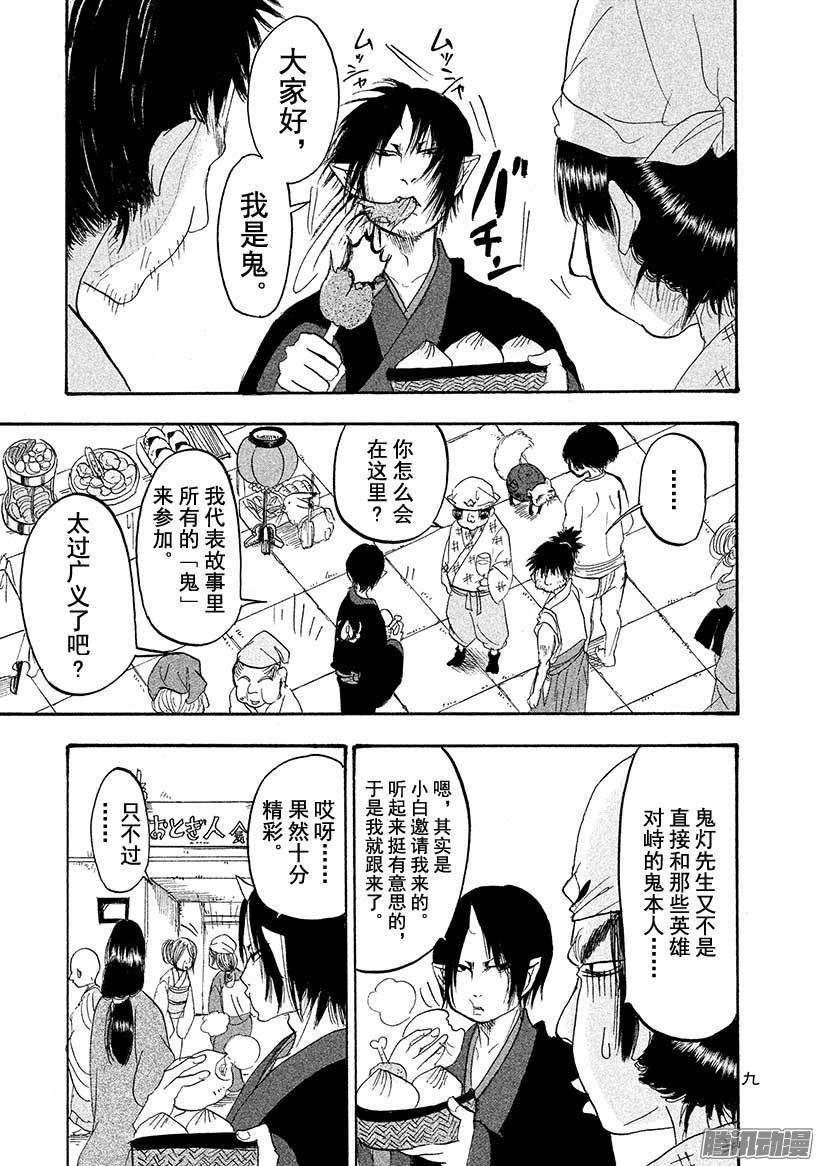 ムッシャ
ムッシャ
大家好，
我是鬼。
バチン
……
你怎么会
在这里？
我代表故事里
所有的「鬼」
来参加。
太过广义了吧？
鬼灯先生又不是
直接和那些英雄
对峙的鬼本人……
嗯，其实是
小白邀请我来的。
听起来挺有意思的，
于是我就跟来了。
哎呀……
果然十分
精彩。
只不过
……
おとぎ人会
九
腾讯动漫